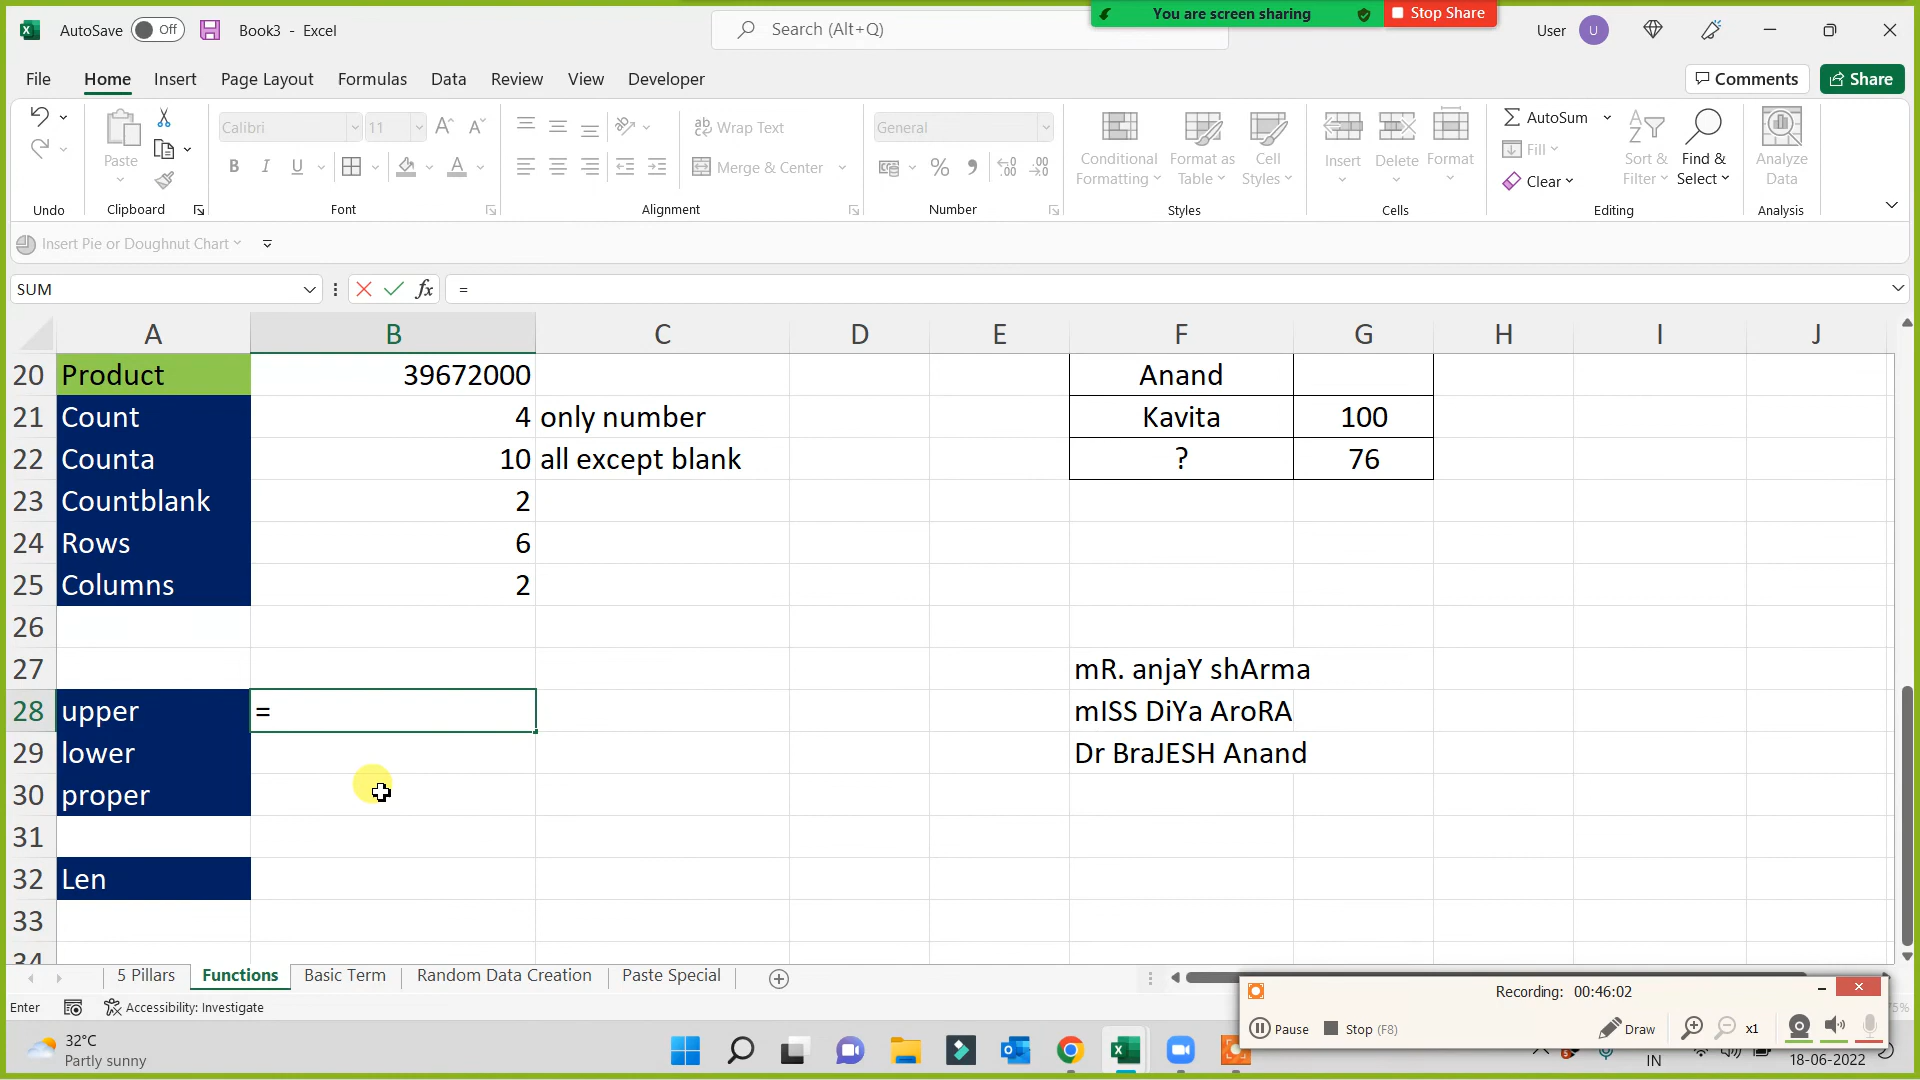 You are screen sharing
Stop Share
AutoSave Off Book3 - Excel
Search (Alt+Q)
User U
File Home Insert Page Layout Formulas Data Review View Developer
Comments Share
Paste
Calibri 11
Wrap Text
General
Conditional Formatting
Format as Table
Cell Styles
Insert Delete Format
AutoSum
Fill
Clear
Sort & Filter
Find & Select
Analyze Data
B I U
Merge & Center
Undo Clipboard Font Alignment Number Styles Cells Editing Analysis
Insert Pie or Doughnut Chart
SUM fx =
A B C D E F G H I J
20 Product 39672000 Anand
21 Count 4 only number Kavita 100
22 Counta 10 all except blank ? 76
23 Countblank 2
24 Rows 6
25 Columns 2
26
27 mR. anjaY shArma
28 upper = mISS DiYa AroRA
29 lower Dr BraJESH Anand
30 proper
31
32 Len
33
34
5 Pillars Functions Basic Term Random Data Creation Paste Special
Enter Accessibility: Investigate
Recording: 00:46:02
Pause Stop (F8) Draw x1
32°C
Partly sunny
IN
18-06-2022